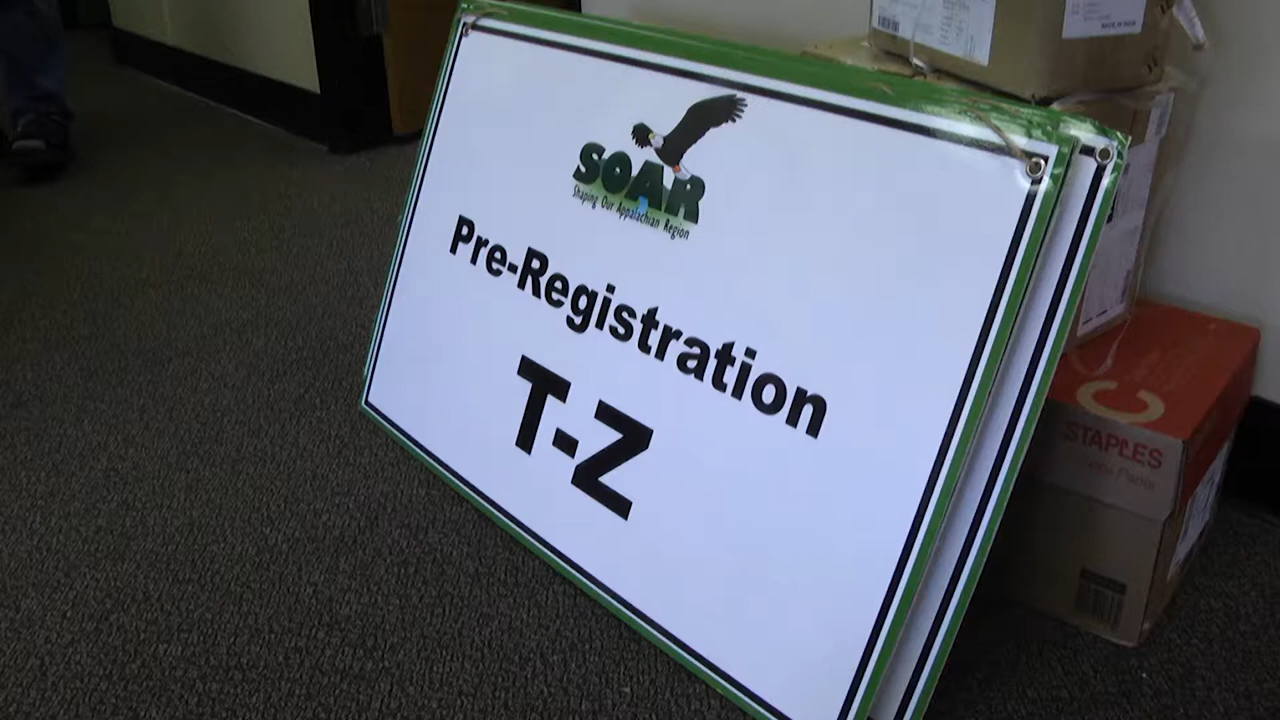 SOAR
Shaping Our Appalachian Region
Pre-Registration
T-Z
STAPLES